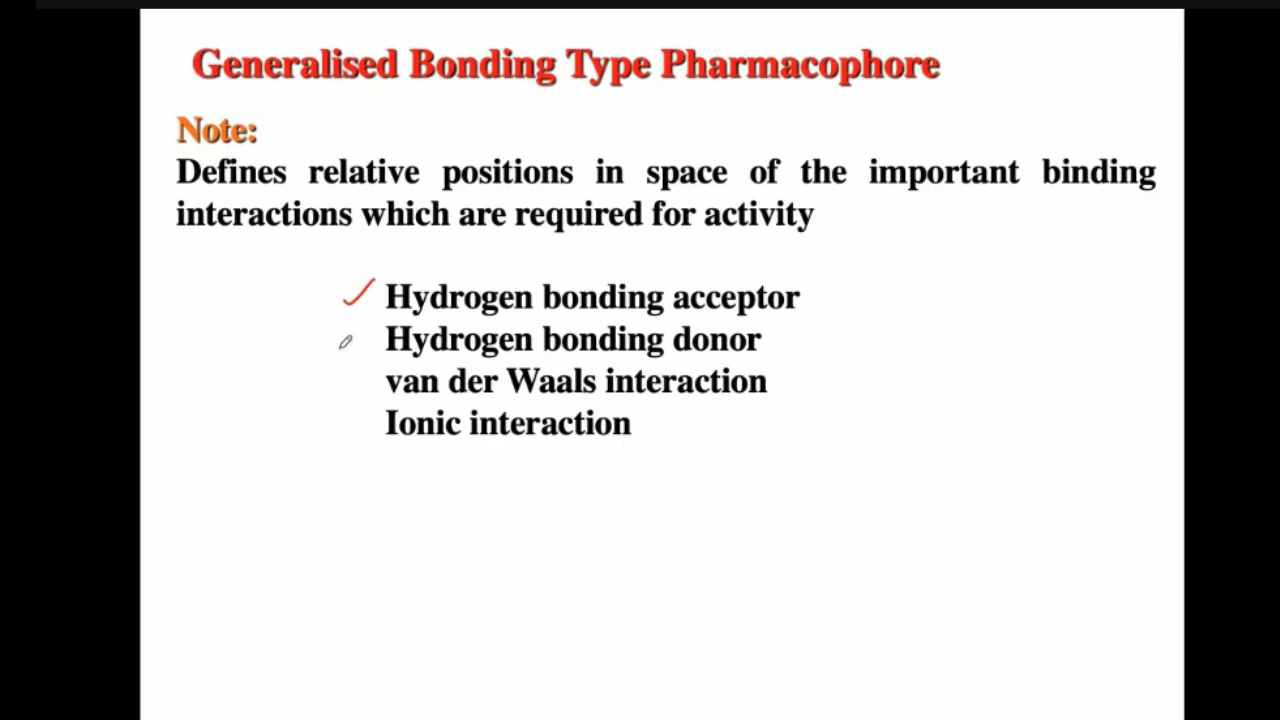 Generalised Bonding Type Pharmacophore
Note:
Defines relative positions in space of the important binding
interactions which are required for activity
Hydrogen bonding acceptor
Hydrogen bonding donor
van der Waals interaction
Ionic interaction